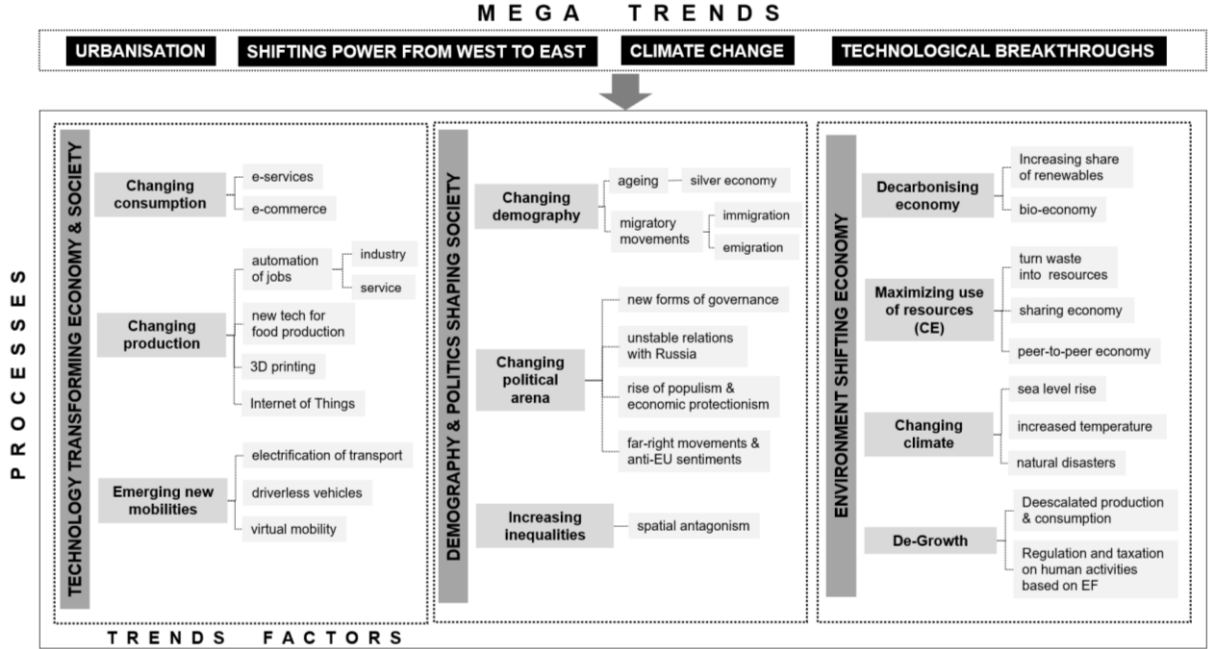 MEGA TRENDS
URBANISATION
SHIFTING POWER FROM WEST TO EAST
CLIMATE CHANGE
TECHNOLOGICAL BREAKTHROUGHS
PROCESSES
TECHNOLOGY TRANSFORMING ECONOMY & SOCIETY
Changing
consumption
e-services
e-commerce
Changing
production
automation
of jobs
industry
service
new tech for
food production
3D printing
Internet of Things
Emerging new
mobilities
electrification of transport
driverless vehicles
virtual mobility
DEMOGRAPHY & POLITICS SHAPING SOCIETY
Changing
demography
ageing
silver economy
migratory
movements
immigration
emigration
Changing
political
arena
new forms of governance
unstable relations
with Russia
rise of populism &
economic protectionism
far-right movements &
anti-EU sentiments
Increasing
inequalities
spatial antagonism
ENVIRONMENT SHIFTING ECONOMY
Decarbonising
economy
Increasing share
of renewables
bio-economy
Maximizing use
of resources
(CE)
turn waste
into resources
sharing economy
peer-to-peer economy
Changing
climate
sea level rise
increased temperature
natural disasters
De-Growth
Deescalated production
& consumption
Regulation and taxation
on human activities
based on EF
TRENDS FACTORS